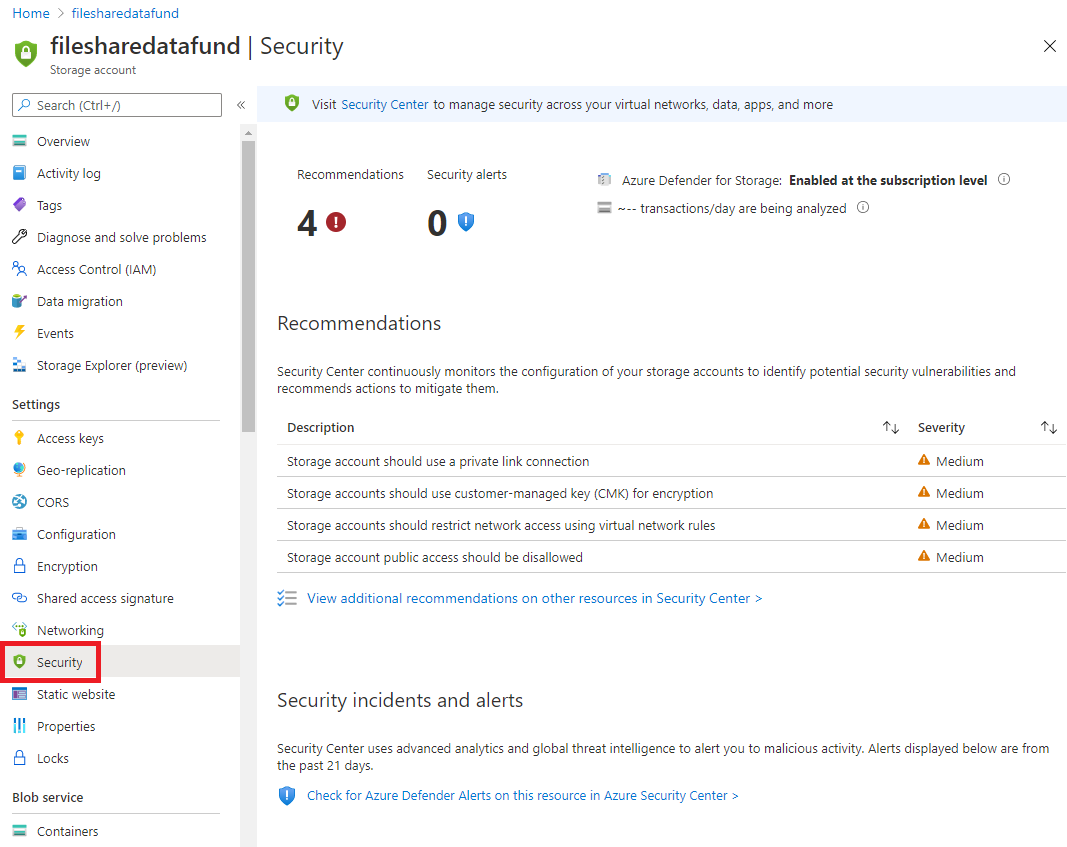 Home > filesharedatafund
filesharedatafund | Security
Storage account
Search (Ctrl+/)
«
Overview
Activity log
Tags
Diagnose and solve problems
Access Control (IAM)
Data migration
Events
Storage Explorer (preview)
Settings
Access keys
Geo-replication
CORS
Configuration
Encryption
Shared access signature
Networking
Security
Static website
Properties
Locks
Blob service
Containers
Visit Security Center to manage security across your virtual networks, data, apps, and more
Recommendations
4
Security alerts
0
Azure Defender for Storage: Enabled at the subscription level
~-- transactions/day are being analyzed
Recommendations
Security Center continuously monitors the configuration of your storage accounts to identify potential security vulnerabilities and
recommends actions to mitigate them.
Description Severity
Storage account should use a private link connection Medium
Storage accounts should use customer-managed key (CMK) for encryption Medium
Storage accounts should restrict network access using virtual network rules Medium
Storage account public access should be disallowed Medium
View additional recommendations on other resources in Security Center >
Security incidents and alerts
Security Center uses advanced analytics and global threat intelligence to alert you to malicious activity. Alerts displayed below are from
the past 21 days.
Check for Azure Defender Alerts on this resource in Azure Security Center >